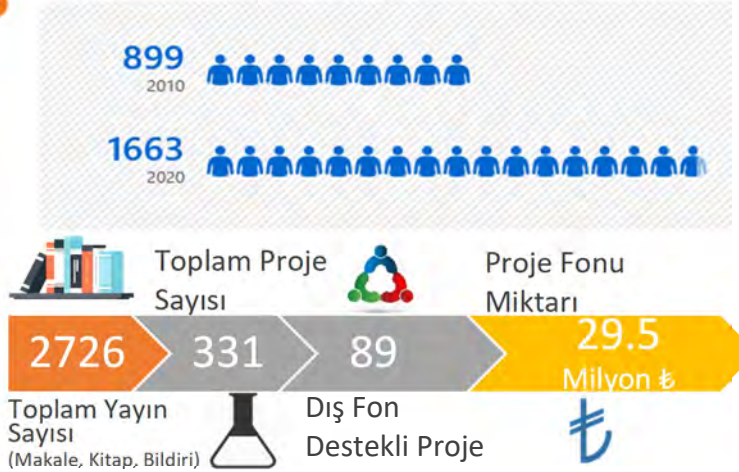 899
2010
1663
2020
Toplam Proje
Sayısı
Proje Fonu
Miktarı
2726
331
89
29.5
Milyon ₺
Toplam Yayın
Sayısı
(Makale, Kitap, Bildiri)
Dış Fon
Destekli Proje
₺